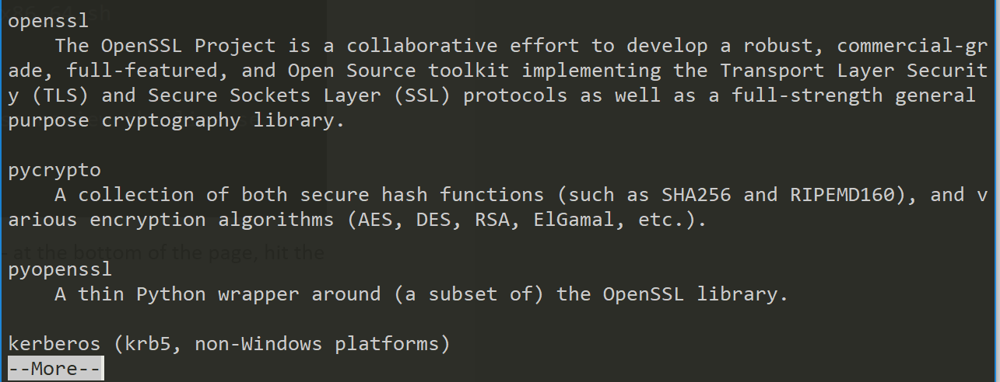 x86_64.sh
openssl
The OpenSSL Project is a collaborative effort to develop a robust, commercial-gr
ade, full-featured, and Open Source toolkit implementing the Transport Layer Securit
y (TLS) and Secure Sockets Layer (SSL) protocols as well as a full-strength general
purpose cryptography library.
pycrypto
A collection of both secure hash functions (such as SHA256 and RIPEMD160), and v
arious encryption algorithms (AES, DES, RSA, ElGamal, etc.).
- at the bottom of the page, hit the
pyopenssl
A thin Python wrapper around (a subset of) the OpenSSL library.
kerberos (krb5, non-Windows platforms)
--More--